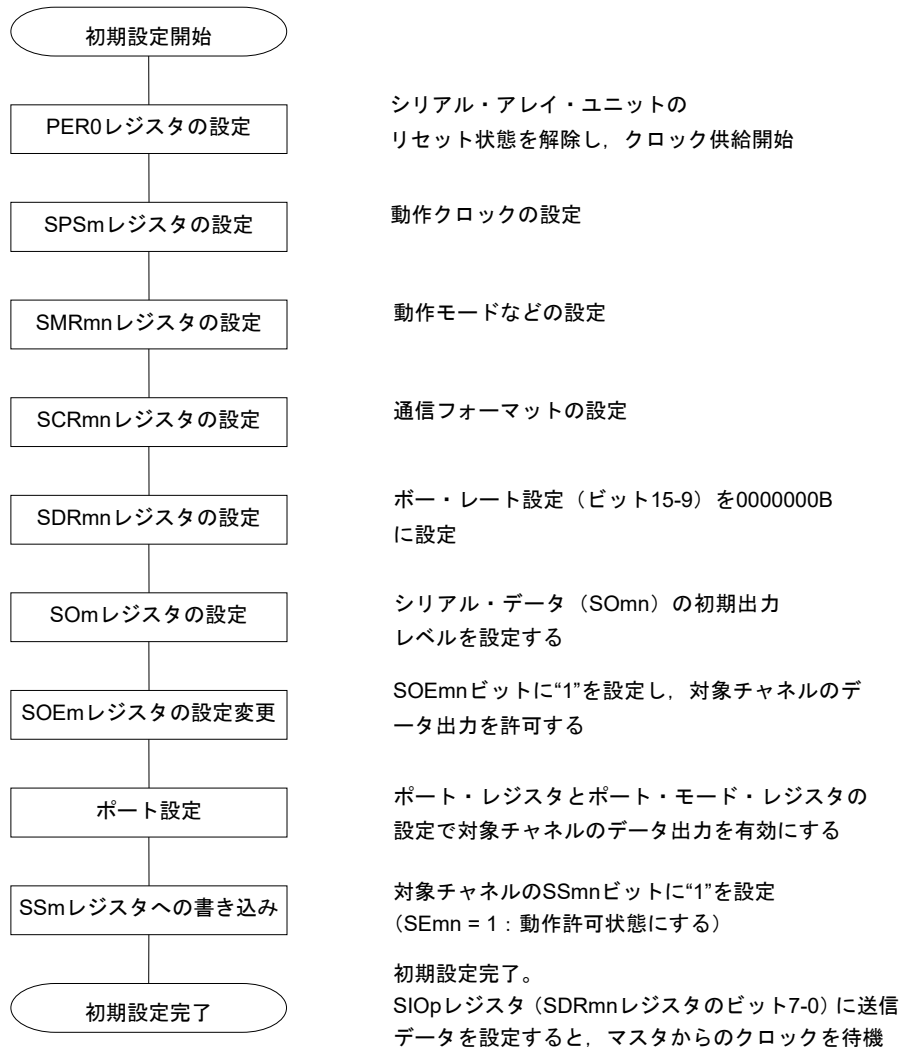 初期設定開始
PER0レジスタの設定
シリアル・アレイ・ユニットの
リセット状態を解除し，クロック供給開始
SPSmレジスタの設定
動作クロックの設定
SMRmnレジスタの設定
動作モードなどの設定
SCRmnレジスタの設定
通信フォーマットの設定
SDRmnレジスタの設定
ボー・レート設定（ビット15-9）を0000000B
に設定
SOmレジスタの設定
シリアル・データ（SOmn）の初期出力
レベルを設定する
SOEmレジスタの設定変更
SOEmnビットに“1”を設定し，対象チャネルのデ
ータ出力を許可する
ポート設定
ポート・レジスタとポート・モード・レジスタの
設定で対象チャネルのデータ出力を有効にする
SSmレジスタへの書き込み
対象チャネルのSSmnビットに“1”を設定
（SEmn = 1：動作許可状態にする）
初期設定完了
初期設定完了。
SIOpレジスタ（SDRmnレジスタのビット7-0）に送信
データを設定すると，マスタからのクロックを待機